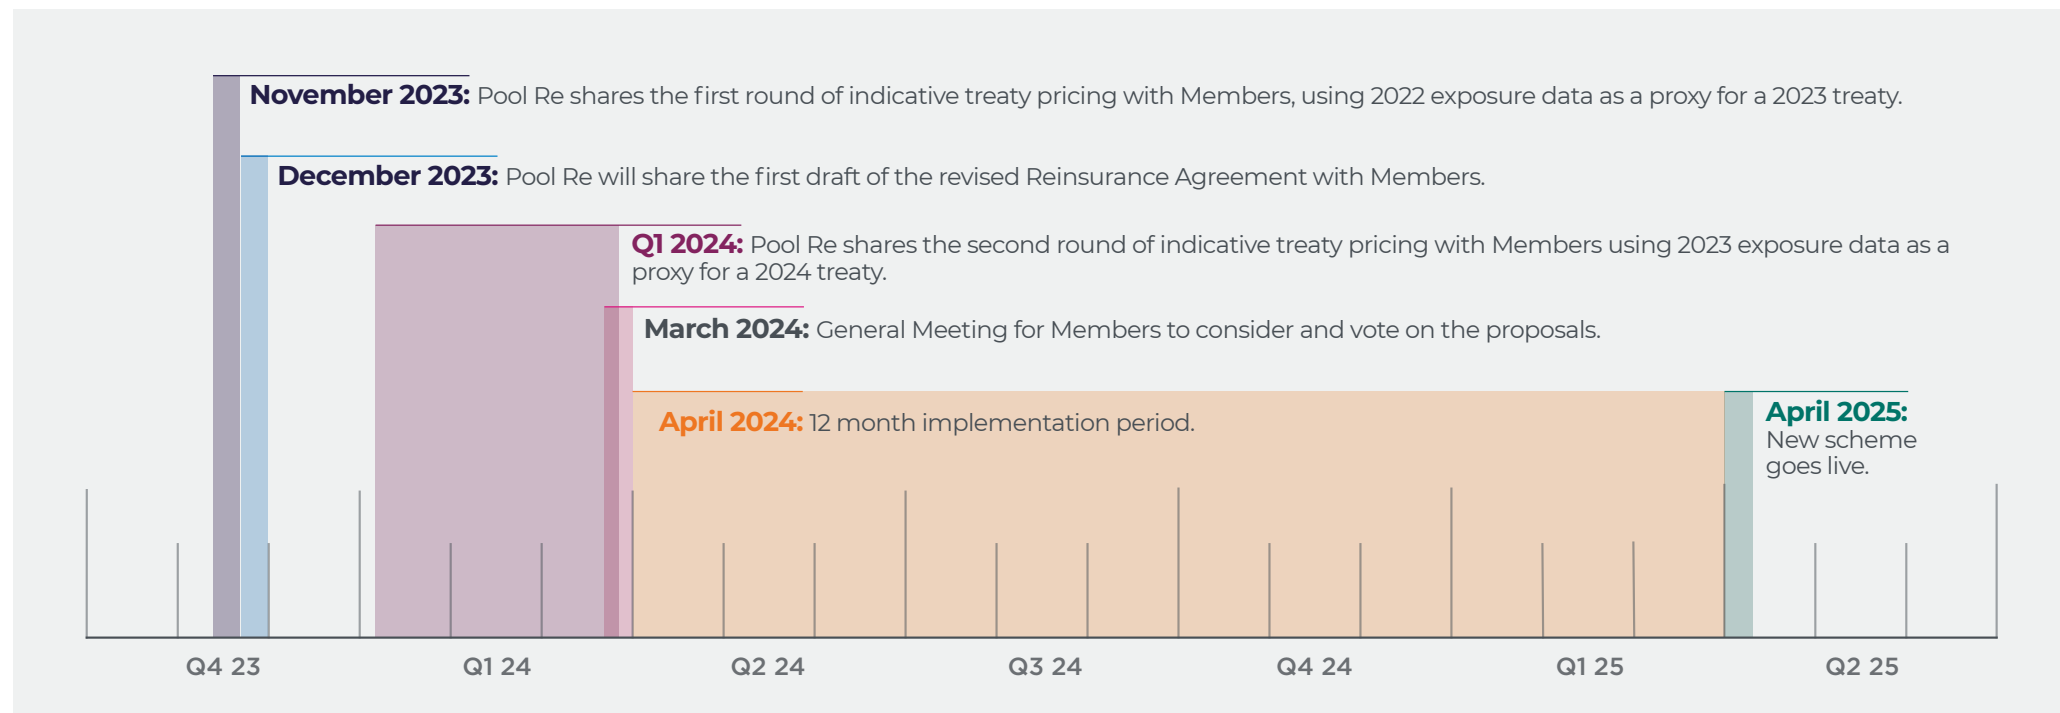 November 2023: Pool Re shares the first round of indicative treaty pricing with Members, using 2022 exposure data as a proxy for a 2023 treaty.
December 2023: Pool Re will share the first draft of the revised Reinsurance Agreement with Members.
Q1 2024: Pool Re shares the second round of indicative treaty pricing with Members using 2023 exposure data as a
proxy for a 2024 treaty.
March 2024: General Meeting for Members to consider and vote on the proposals.
April 2024: 12 month implementation period.
April 2025:
New scheme
goes live.
Q4 23 Q1 24 Q2 24 Q3 24 Q4 24 Q1 25 Q2 25